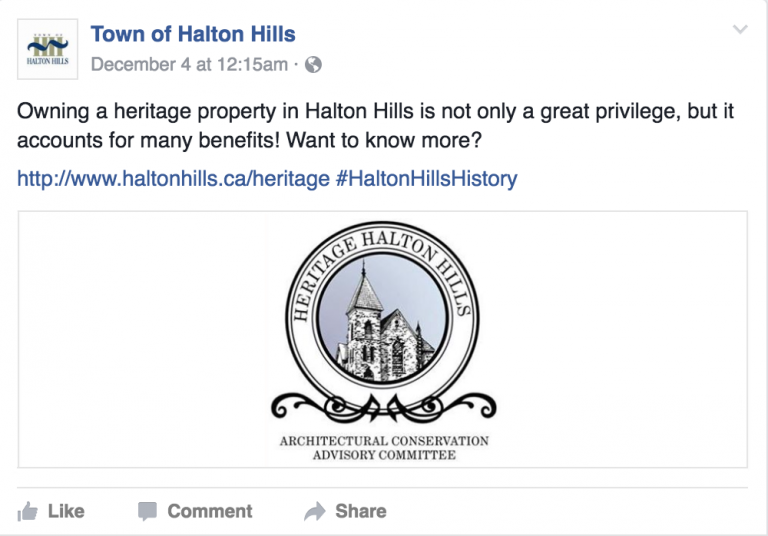 Town of Halton Hills
December 4 at 12:15am ·
TOWN OF
HALTON HILLS
Owning a heritage property in Halton Hills is not only a great privilege, but it
accounts for many benefits! Want to know more?
http://www.haltonhills.ca/heritage #HaltonHillsHistory
HERITAGE HALTON HILLS
ARCHITECTURAL CONSERVATION
ADVISORY COMMITTEE
Like Comment Share